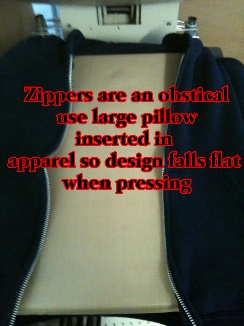 Zippers are an obstical
use large pillow
inserted in
apparel so design falls flat
when pressing